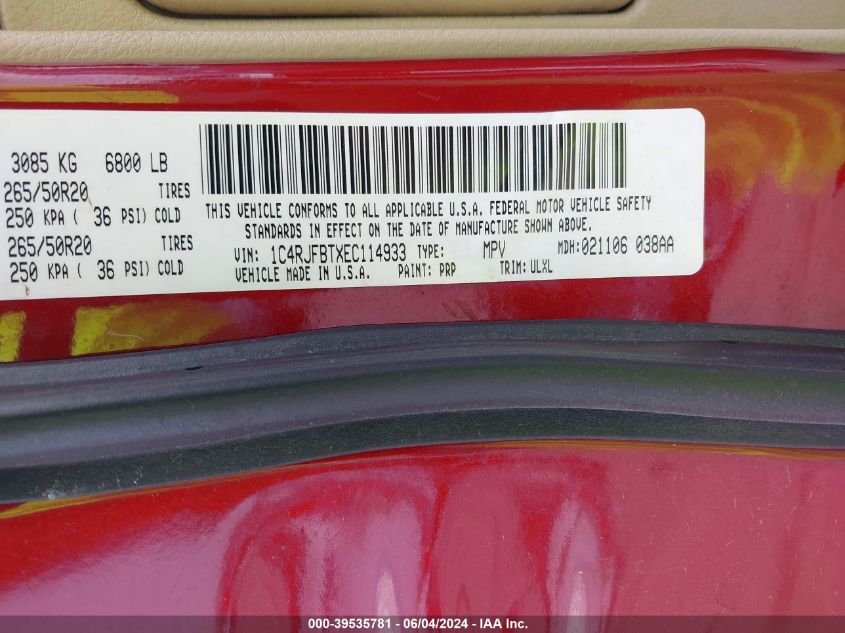 3085 KG 6800 LB
265/50R20 TIRES
250 KPA ( 36 PSI) COLD
265/50R20 TIRES
250 KPA ( 36 PSI) COLD
THIS VEHICLE CONFORMS TO ALL APPLICABLE U.S.A. FEDERAL MOTOR VEHICLE SAFETY
STANDARDS IN EFFECT ON THE DATE OF MANUFACTURE SHOWN ABOVE.
VIN: 1C4RJFBTXEC114933 TYPE: MPV MDH:021106 038AA
VEHICLE MADE IN U.S.A. PAINT: PRP TRIM: ULXL
000-39535781 - 06/04/2024 - IAA Inc.